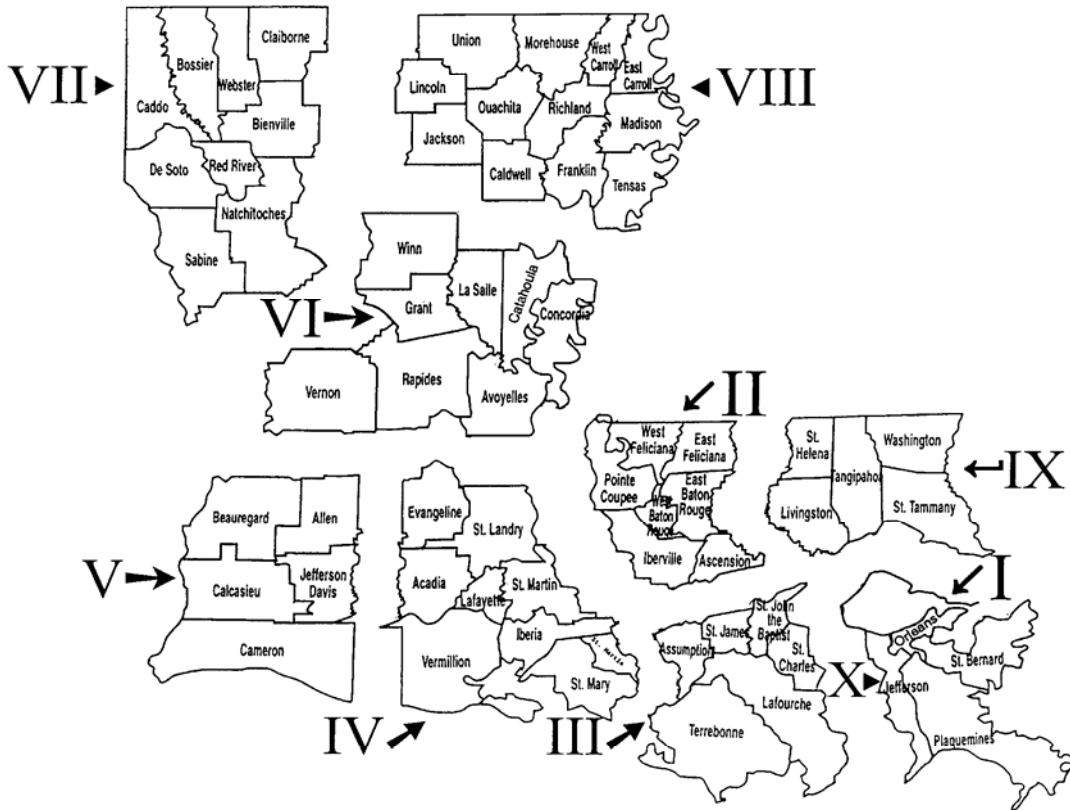 VII
Caddo
Bossier
Webster
Claiborne
Bienville
De Soto
Red River
Natchitoches
Sabine
Union
Morehouse
West
Carroll
East
Carroll
Lincoln
Ouachita
Richland
Madison
Jackson
Caldwell
Franklin
Tensas
VIII
VI
Winn
Grant
La Salle
Catahoula
Concordia
Vernon
Rapides
Avoyelles
II
West
Feliciana
East
Feliciana
Pointe
Coupee
West
Baton
Rouge
East
Baton
Rouge
Iberville
Ascension
IX
St.
Helena
Washington
Tangipahoa
Livingston
St. Tammany
V
Beauregard
Allen
Calcasieu
Jefferson
Davis
Cameron
IV
Evangeline
St. Landry
Acadia
Lafayette
St. Martin
Iberia
St. Martin
Vermillion
St. Mary
III
Assumption
St. James
St. John
the
Baptist
St.
Charles
Lafourche
Terrebonne
I
Orleans
St. Bernard
X
Jefferson
Plaquemines